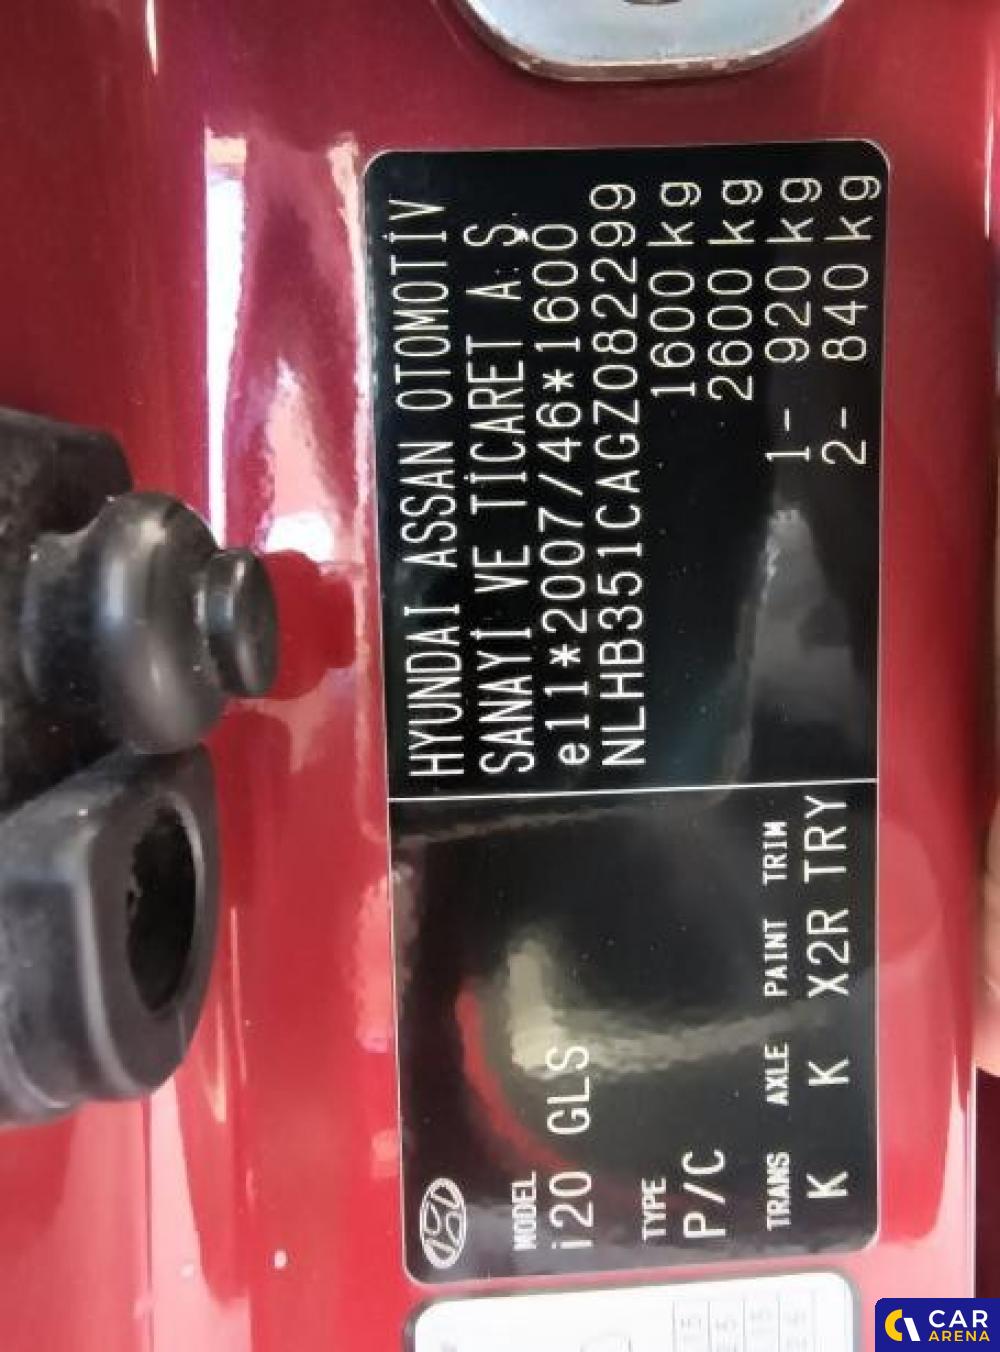 MODEL
i20 GLS
TYPE
P/C
TRANS AXLE PAINT TRIM
K K X2R TRY
HYUNDAI ASSAN OTOMOTİV
SANAYİ VE TİCARET A.Ş
e11*2007/46*1600
NLHB351CAGZ082299
1600 kg
2600 kg
1- 920 kg
2- 840 kg
CAR
ARENA